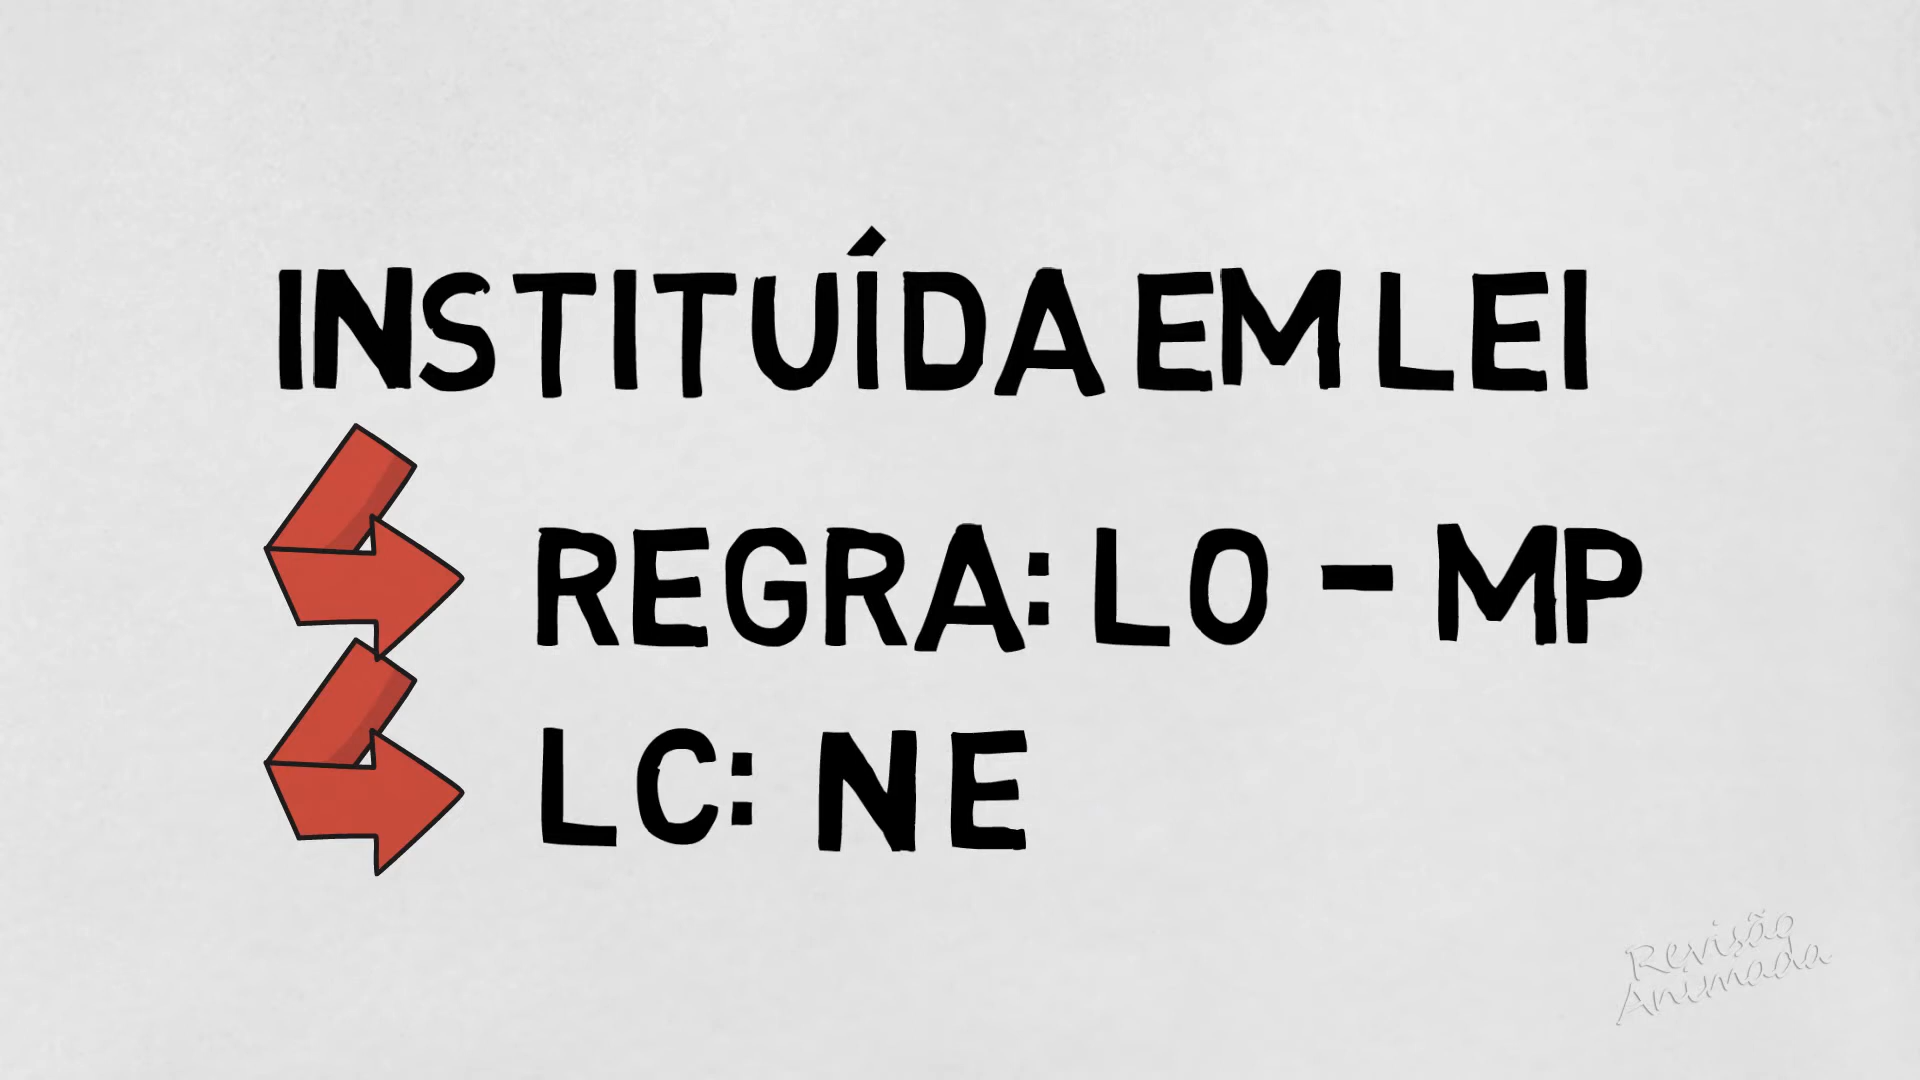 INSTITUÍDA EM LEI
REGRA: LO - MP
LC: NE
Revisão
Animada